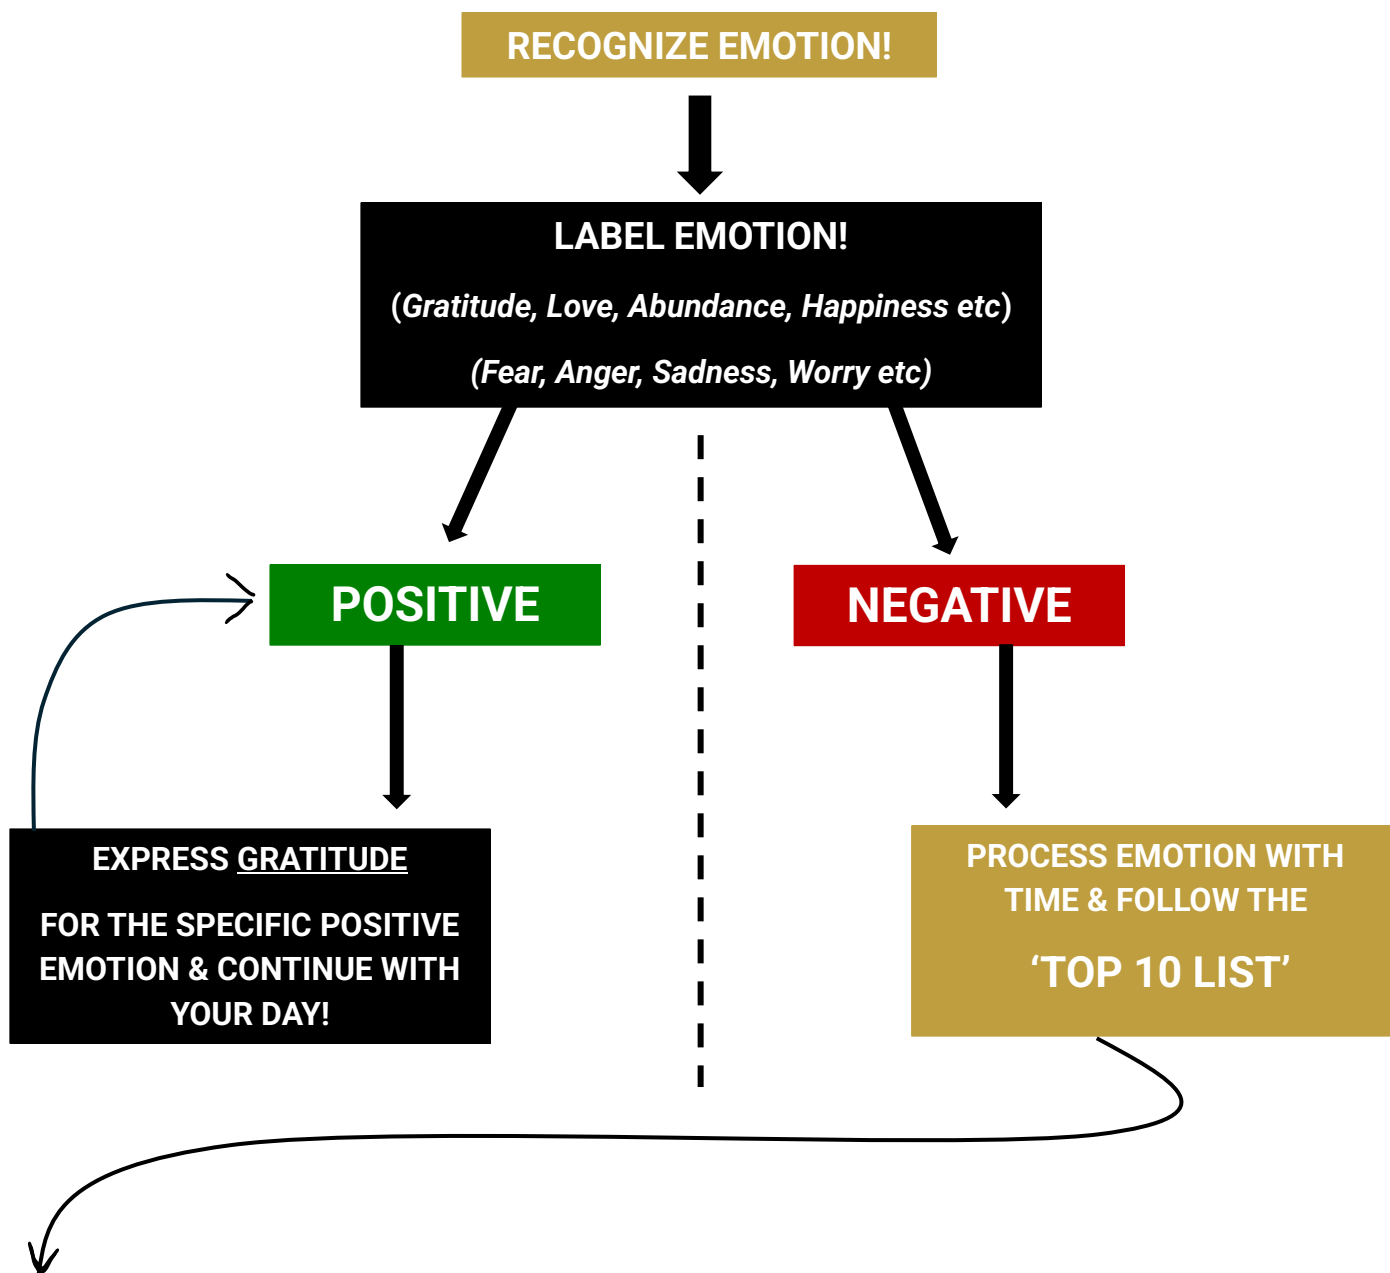 RECOGNIZE EMOTION!
LABEL EMOTION!
(Gratitude, Love, Abundance, Happiness etc)
(Fear, Anger, Sadness, Worry etc)
POSITIVE
NEGATIVE
EXPRESS GRATITUDE
FOR THE SPECIFIC POSITIVE
EMOTION & CONTINUE WITH
YOUR DAY!
PROCESS EMOTION WITH
TIME & FOLLOW THE
‘TOP 10 LIST’